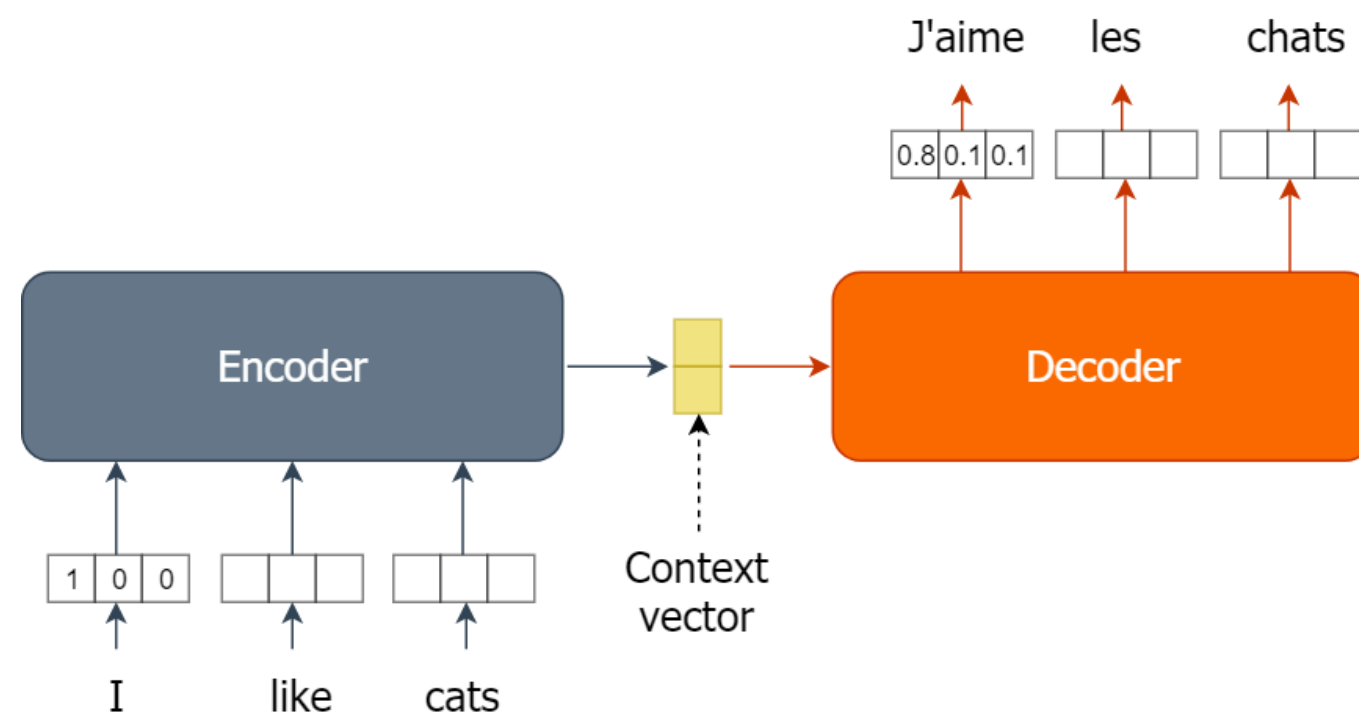 J'aime les chats
0.8 0.1 0.1
Encoder
Decoder
1 0 0
Context
vector
I like cats